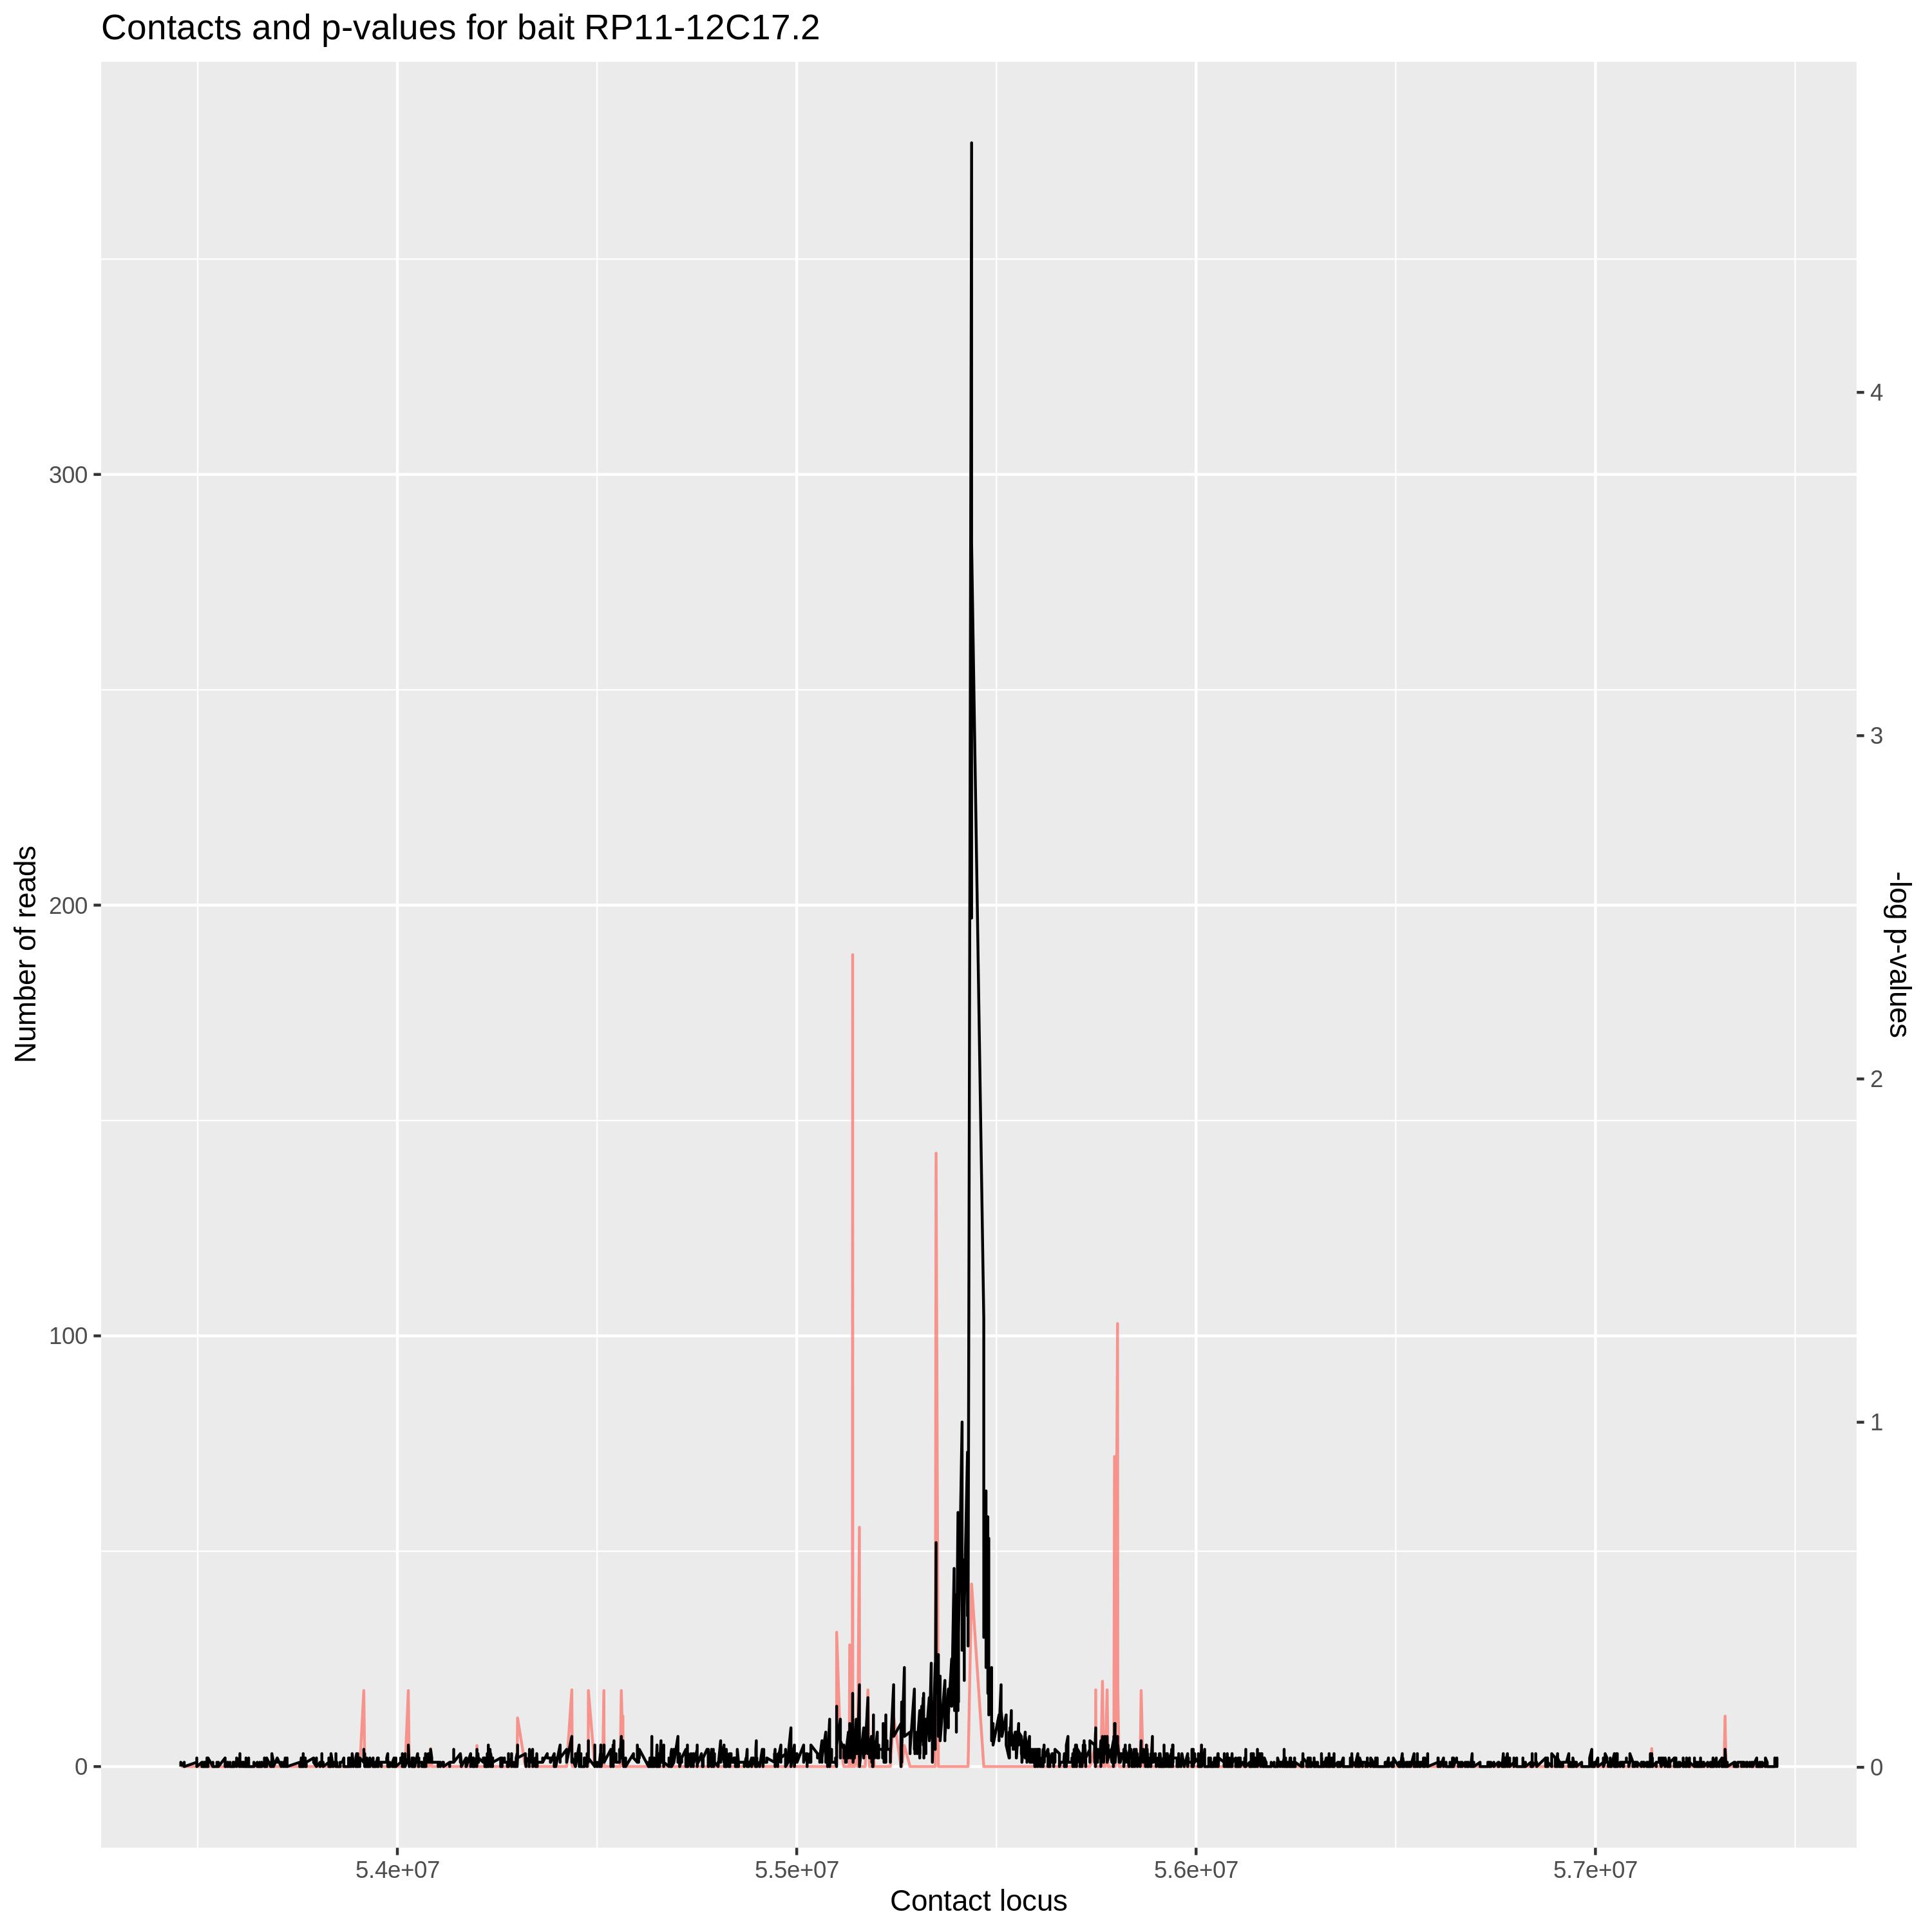 Contacts and p-values for bait RP11-12C17.2
Number of reads
300
200
100
0
4
3
2
1
0
-log p-values
5.4e+07
5.5e+07
5.6e+07
5.7e+07
Contact locus